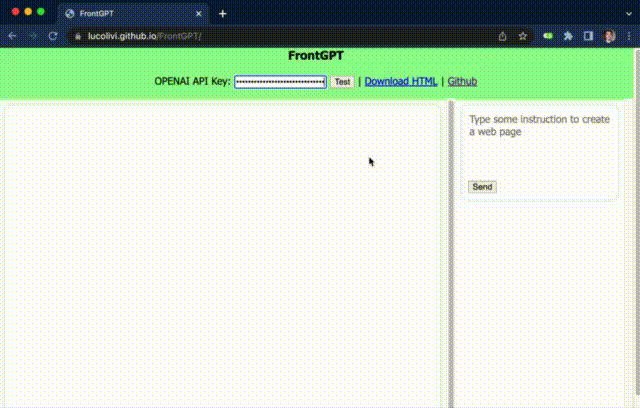 FrontGPT
lucolivi.github.io/FrontGPT/
FrontGPT
OPENAI API Key: Test | Download HTML | Github
Type some instruction to create
a web page
Send